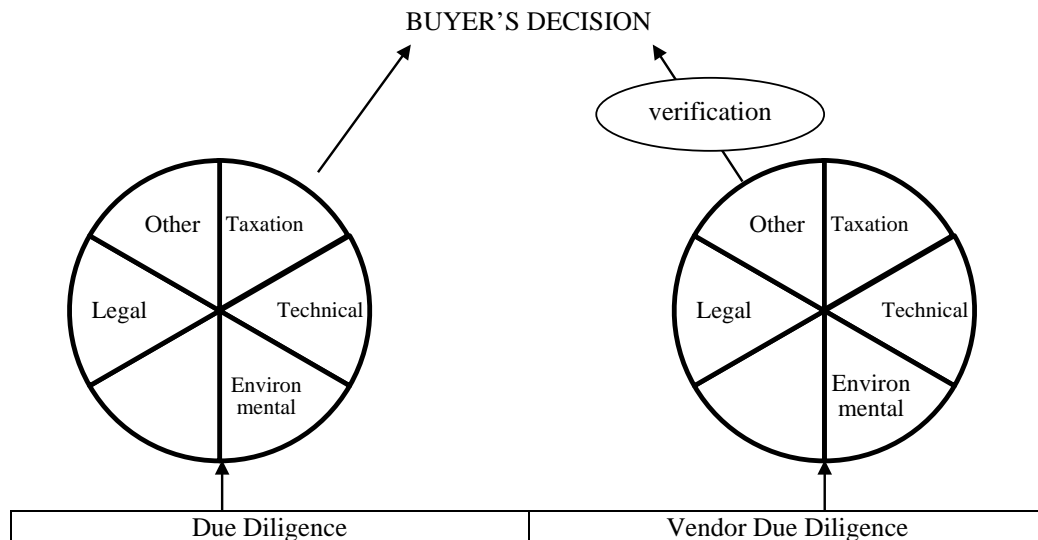 BUYER’S DECISION
verification
Other
Taxation
Legal
Technical
Environ
mental
Other
Taxation
Legal
Technical
Environ
mental
Due Diligence
Vendor Due Diligence